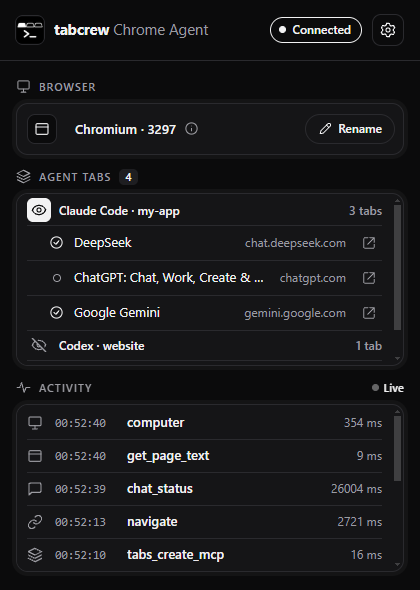 tabcrew Chrome Agent Connected
BROWSER
Chromium · 3297 Rename
AGENT TABS 4
Claude Code · my-app 3 tabs
DeepSeek chat.deepseek.com
ChatGPT: Chat, Work, Create & ... chatgpt.com
Google Gemini gemini.google.com
Codex · website 1 tab
ACTIVITY Live
00:52:40 computer 354 ms
00:52:40 get_page_text 9 ms
00:52:39 chat_status 26004 ms
00:52:13 navigate 2721 ms
00:52:10 tabs_create_mcp 16 ms